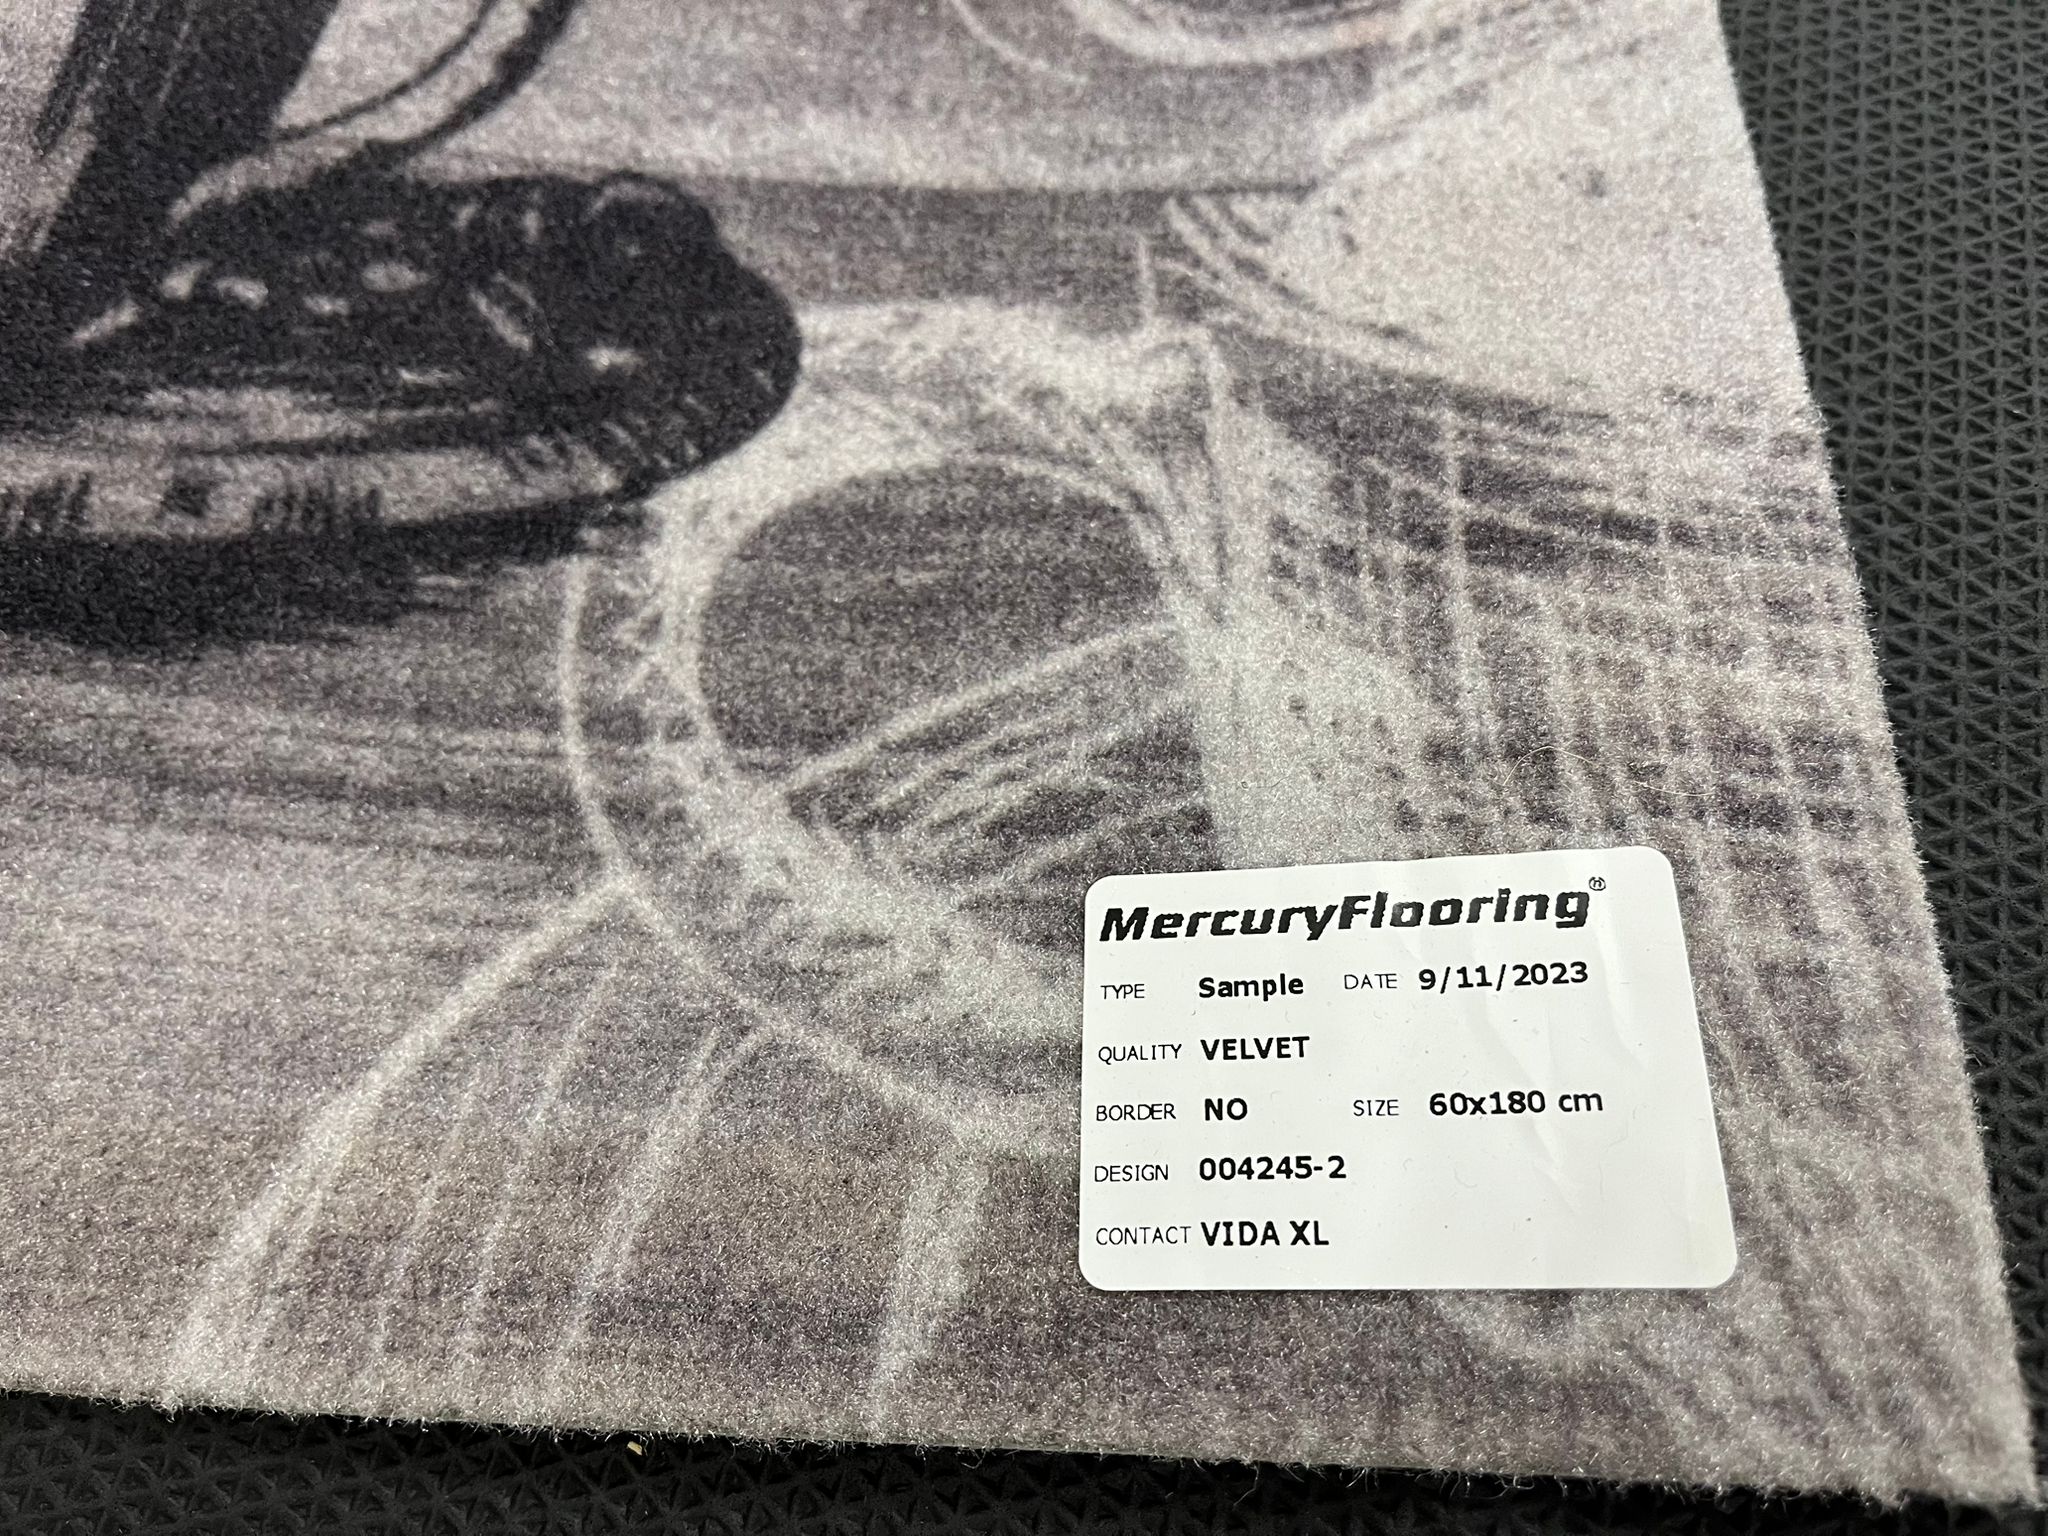 MercuryFlooring®
TYPE Sample DATE 9/11/2023
QUALITY VELVET
BORDER NO SIZE 60x180 cm
DESIGN 004245-2
CONTACT VIDA XL